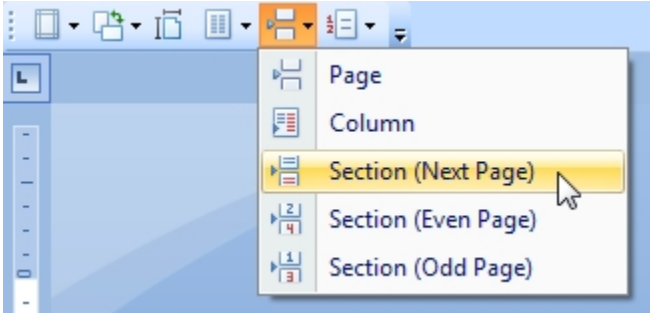 Page
Column
Section (Next Page)
Section (Even Page)
Section (Odd Page)